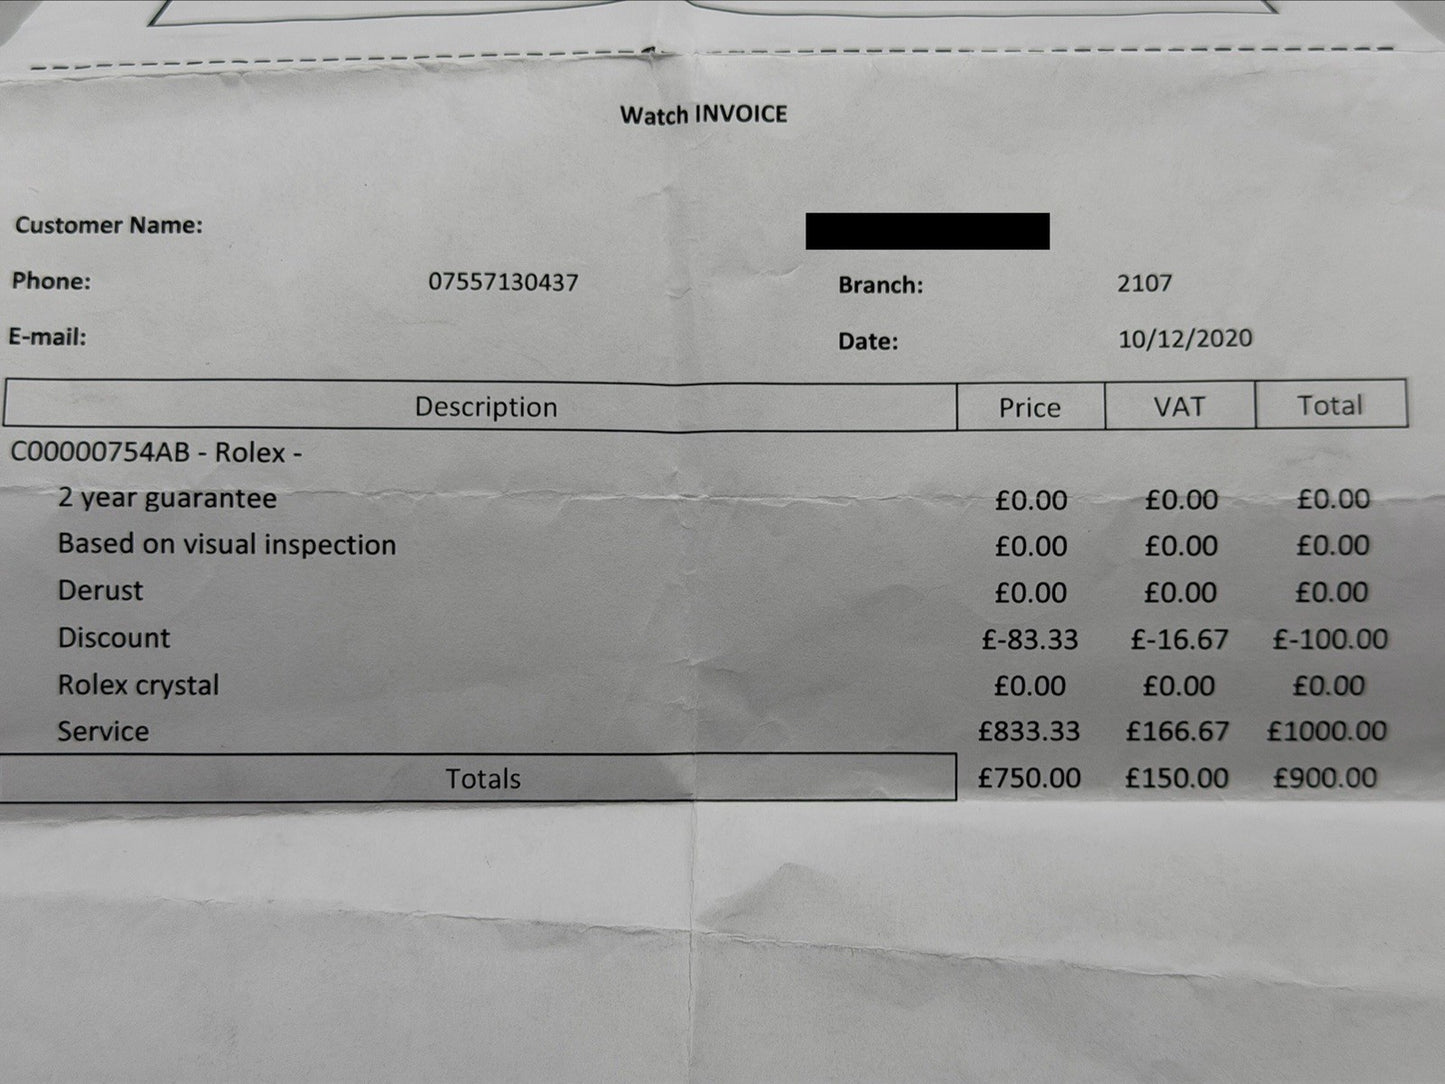 Watch INVOICE
Customer Name:
Phone: 07557130437 Branch: 2107
E-mail: Date: 10/12/2020
Description Price VAT Total
C00000754AB - Rolex -
2 year guarantee £0.00 £0.00 £0.00
Based on visual inspection £0.00 £0.00 £0.00
Derust £0.00 £0.00 £0.00
Discount £-83.33 £-16.67 £-100.00
Rolex crystal £0.00 £0.00 £0.00
Service £833.33 £166.67 £1000.00
Totals £750.00 £150.00 £900.00